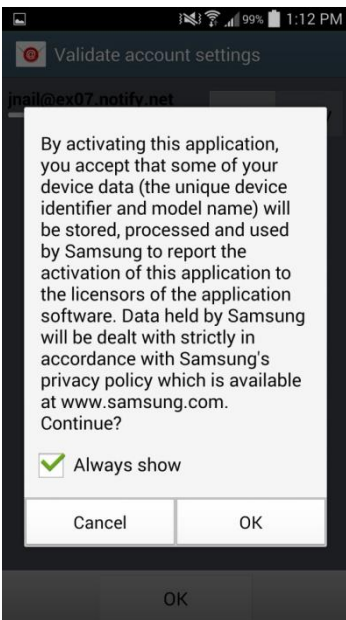 99% 1:12 PM
Validate account settings
jnail@ex07.notify.net
By activating this application,
you accept that some of your
device data (the unique device
identifier and model name) will
be stored, processed and used
by Samsung to report the
activation of this application to
the licensors of the application
software. Data held by Samsung
will be dealt with strictly in
accordance with Samsung's
privacy policy which is available
at www.samsung.com.
Continue?
Always show
Cancel OK
OK